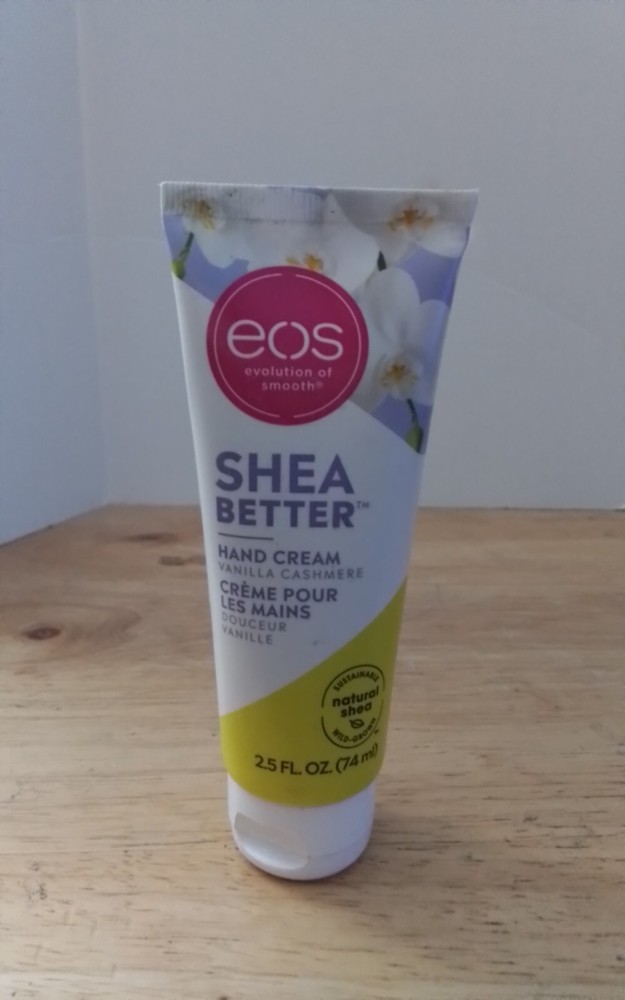 eos
evolution of
smooth®
SHEA
BETTER™
HAND CREAM
VANILLA CASHMERE
CRÈME POUR
LES MAINS
DOUCEUR
VANILLE
SUSTAINABLE
natural
shea
WILD-GROWN
2.5 FL. OZ. (74 ml)